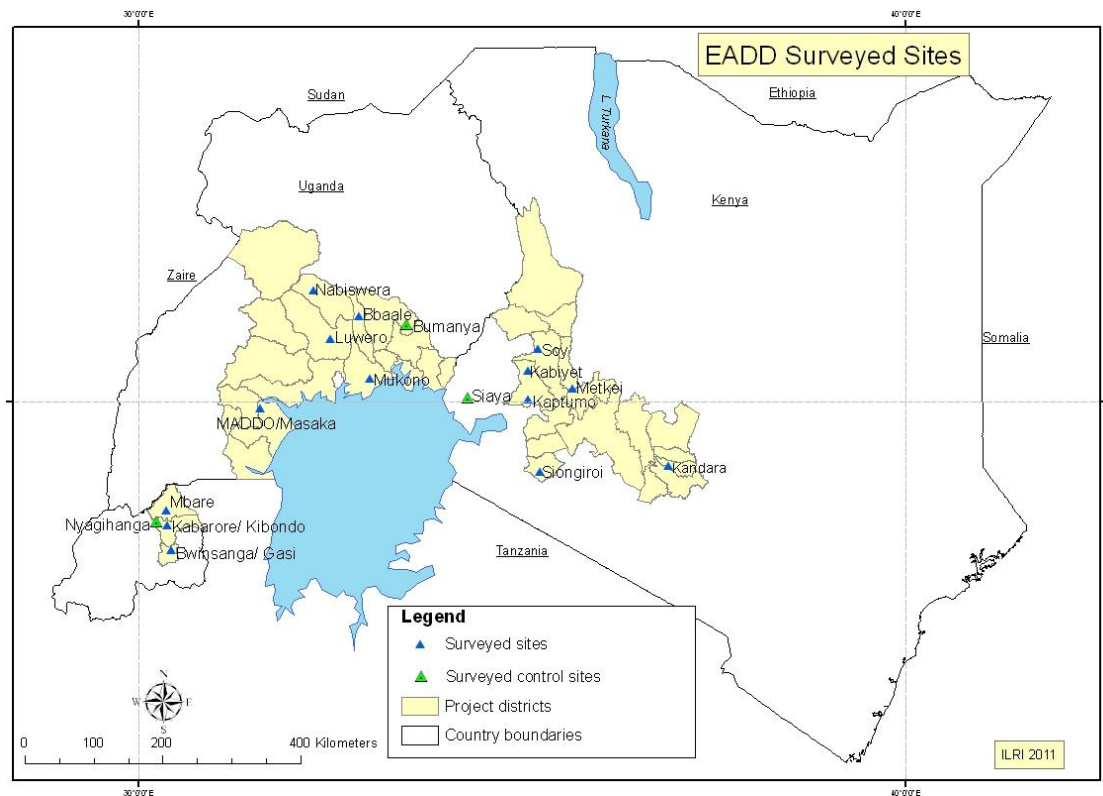 30°0'0"E
40°0'0"E
EADD Surveyed Sites
Sudan
Ethiopia
L. Turkana
Uganda
Kenya
Zaire
Nabiswera
Bbaale
Bumanya
Luwero
Somalia
Soy
Kabiyet
Mukono
Metkei
Siaya
Kaptumo
MADDO/Masaka
Kandara
Siongiroi
Mbare
Nyagihanga
Kabarore/ Kibondo
Bwinsanga/ Gasi
Tanzania
Legend
Surveyed sites
Surveyed control sites
Project districts
Country boundaries
N
W
E
S
0 100 200 400 Kilometers
ILRI 2011
30°0'0"E
40°0'0"E